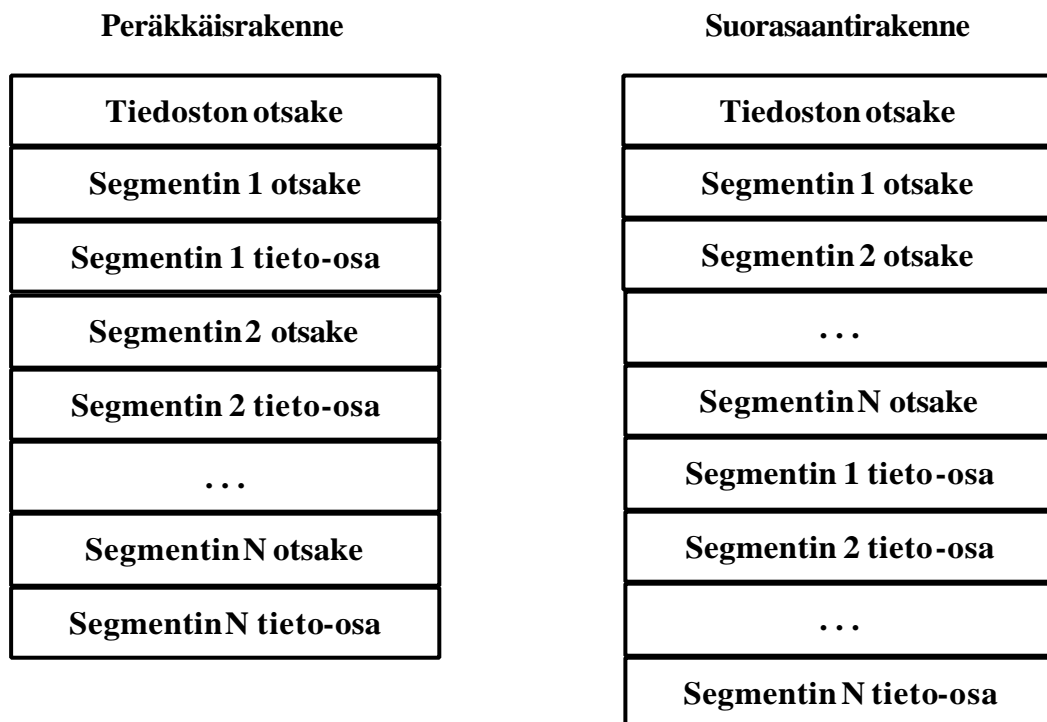 Peräkkäisrakenne
Tiedoston otsake
Segmentin 1 otsake
Segmentin 1 tieto-osa
Segmentin 2 otsake
Segmentin 2 tieto-osa
. . .
Segmentin N otsake
Segmentin N tieto-osa
Suorasaantirakenne
Tiedoston otsake
Segmentin 1 otsake
Segmentin 2 otsake
. . .
Segmentin N otsake
Segmentin 1 tieto-osa
Segmentin 2 tieto-osa
. . .
Segmentin N tieto-osa